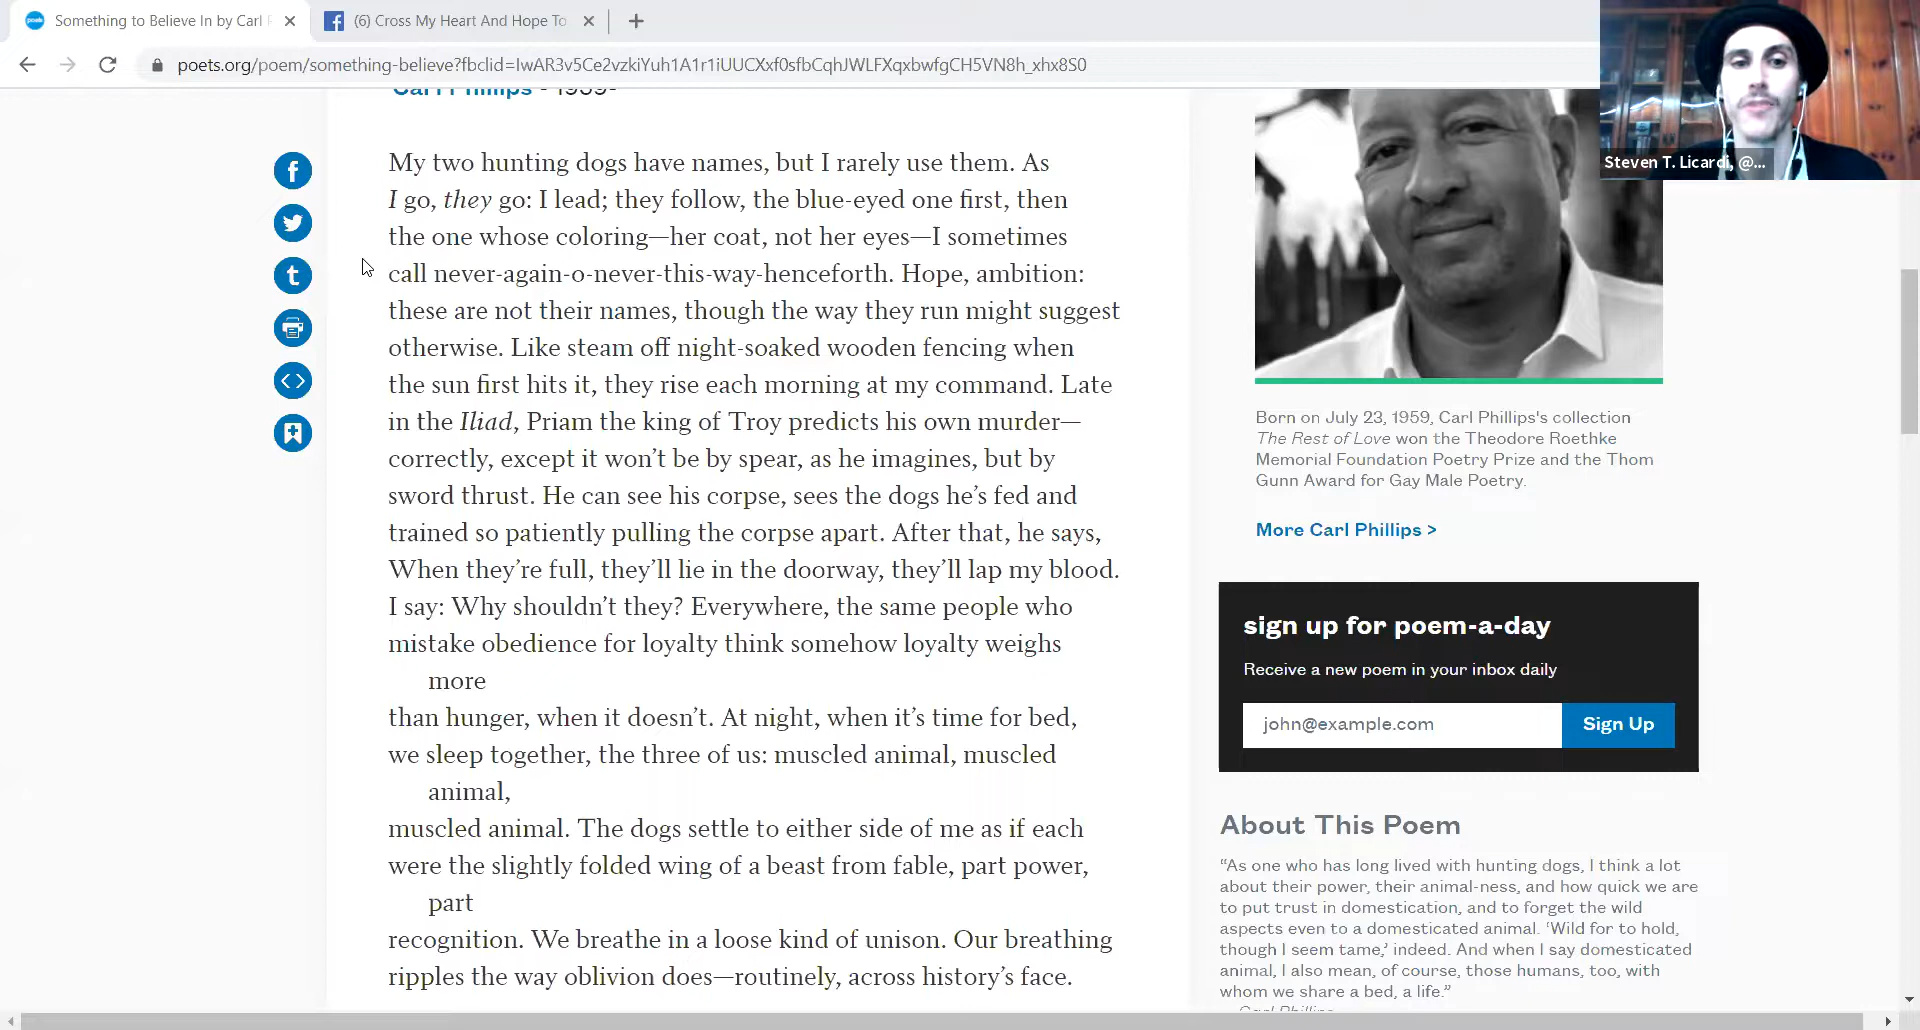 Something to Believe In by Carl
(6) Cross My Heart And Hope To
poets.org/poem/something-believe?fbclid=IwAR3v5Ce2vzkiYuh1A1r1iUUCXxf0sfbCqhJWLFXqxbwfgCH5VN8h_xhx8S0
Steven T. Licardi, @...
Carl Phillips - 1959-
My two hunting dogs have names, but I rarely use them. As
I go, they go: I lead; they follow, the blue-eyed one first, then
the one whose coloring—her coat, not her eyes—I sometimes
call never-again-o-never-this-way-henceforth. Hope, ambition:
these are not their names, though the way they run might suggest
otherwise. Like steam off night-soaked wooden fencing when
the sun first hits it, they rise each morning at my command. Late
in the Iliad, Priam the king of Troy predicts his own murder—
correctly, except it won't be by spear, as he imagines, but by
sword thrust. He can see his corpse, sees the dogs he's fed and
trained so patiently pulling the corpse apart. After that, he says,
When they're full, they'll lie in the doorway, they'll lap my blood.
I say: Why shouldn't they? Everywhere, the same people who
mistake obedience for loyalty think somehow loyalty weighs
more
than hunger, when it doesn't. At night, when it's time for bed,
we sleep together, the three of us: muscled animal, muscled
animal,
muscled animal. The dogs settle to either side of me as if each
were the slightly folded wing of a beast from fable, part power,
part
recognition. We breathe in a loose kind of unison. Our breathing
ripples the way oblivion does—routinely, across history's face.
Born on July 23, 1959, Carl Phillips's collection
The Rest of Love won the Theodore Roethke
Memorial Foundation Poetry Prize and the Thom
Gunn Award for Gay Male Poetry.
More Carl Phillips >
sign up for poem-a-day
Receive a new poem in your inbox daily
john@example.com
Sign Up
About This Poem
“As one who has long lived with hunting dogs, I think a lot
about their power, their animal-ness, and how quick we are
to put trust in domestication, and to forget the wild
aspects even to a domesticated animal. ‘Wild for to hold,
though I seem tame,’ indeed. And when I say domesticated
animal, I also mean, of course, those humans, too, with
whom we share a bed, a life.”
Carl Phillips